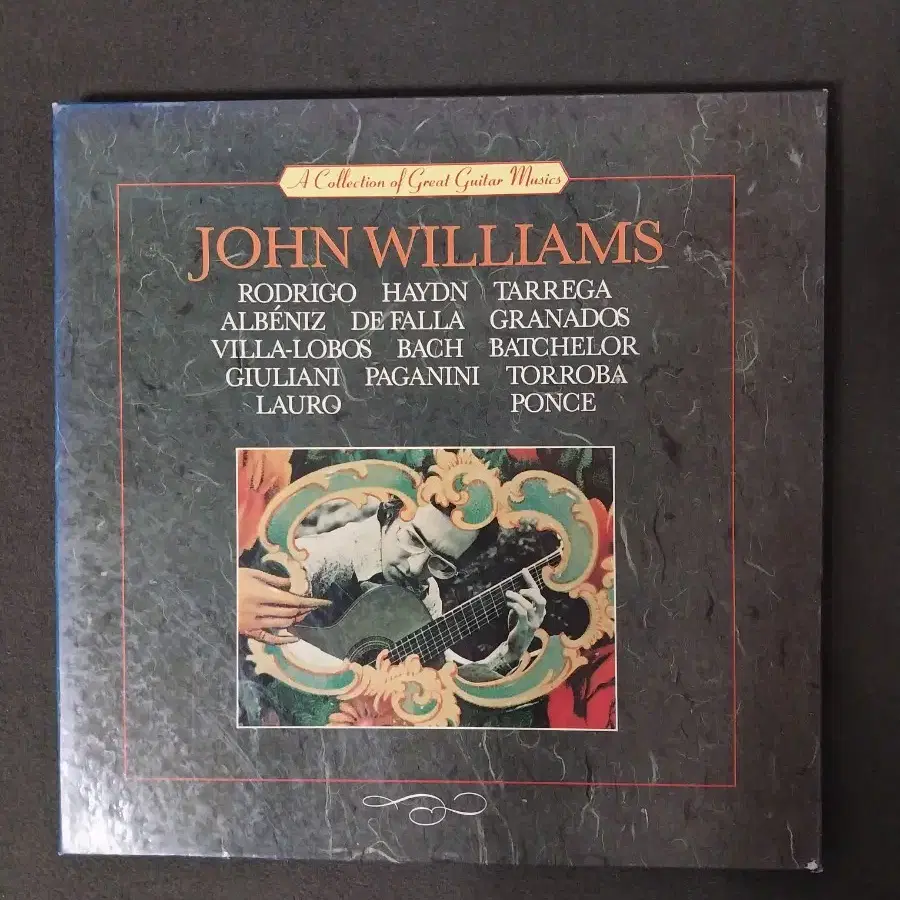 A Collection of Great Guitar Musics
JOHN WILLIAMS
RODRIGO HAYDN TARREGA
ALBÉNIZ DE FALLA GRANADOS
VILLA-LOBOS BACH BATCHELOR
GIULIANI PAGANINI TORROBA
LAURO PONCE